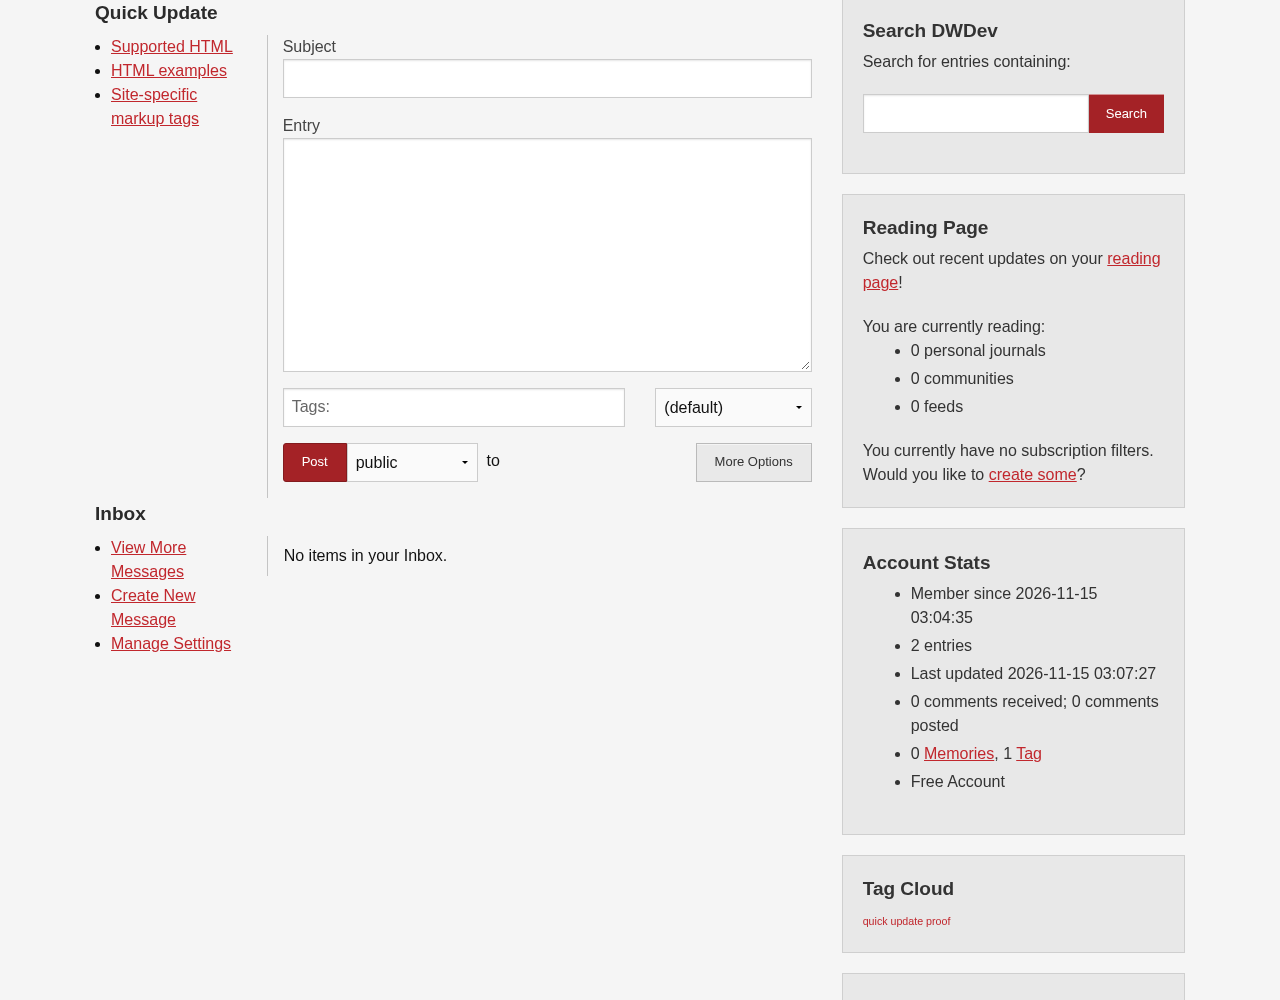 Quick Update
Supported HTML
HTML examples
Site-specific
markup tags
Subject
Entry
Tags:
(default)
Post
public
to
More Options
Inbox
View More
Messages
Create New
Message
Manage Settings
No items in your Inbox.
Search DWDev
Search for entries containing:
Search
Reading Page
Check out recent updates on your reading
page!
You are currently reading:
0 personal journals
0 communities
0 feeds
You currently have no subscription filters.
Would you like to create some?
Account Stats
Member since 2026-11-15
03:04:35
2 entries
Last updated 2026-11-15 03:07:27
0 comments received; 0 comments
posted
0 Memories, 1 Tag
Free Account
Tag Cloud
quick update proof